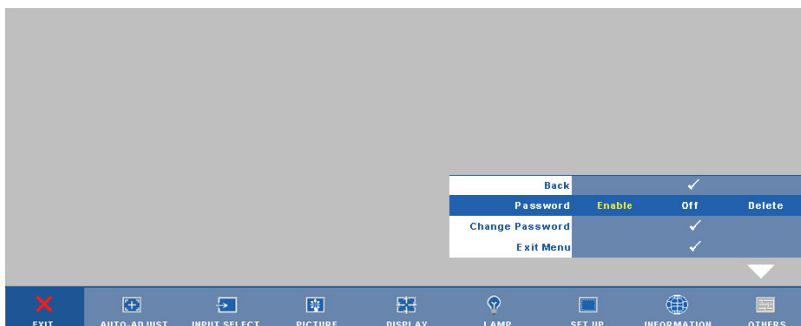 Back
Password Enable Off Delete
Change Password
Exit Menu
EXIT AUTO-ADJUST INPUT SELECT PICTURE DISPLAY LAMP SET UP INFORMATION OTHERS